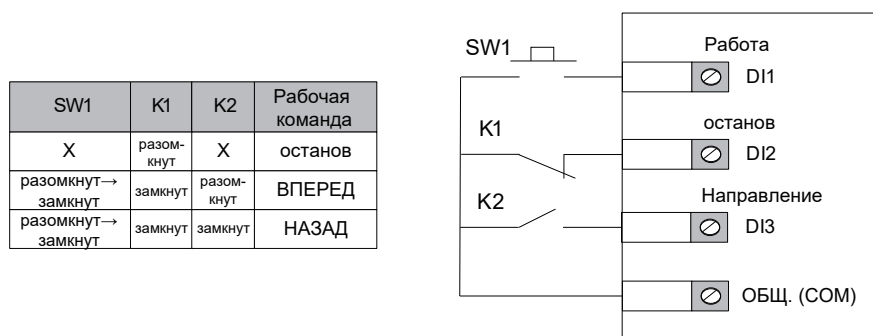 SW1 K1 K2 Рабочая
команда
X разом-
кнут X останов
разомкнут→
замкнут замкнут разом-
кнут ВПЕРЕД
разомкнут→
замкнут замкнут замкнут НАЗАД
SW1
Работа
DI1
K1
останов
DI2
K2
Направление
DI3
ОБЩ. (COM)